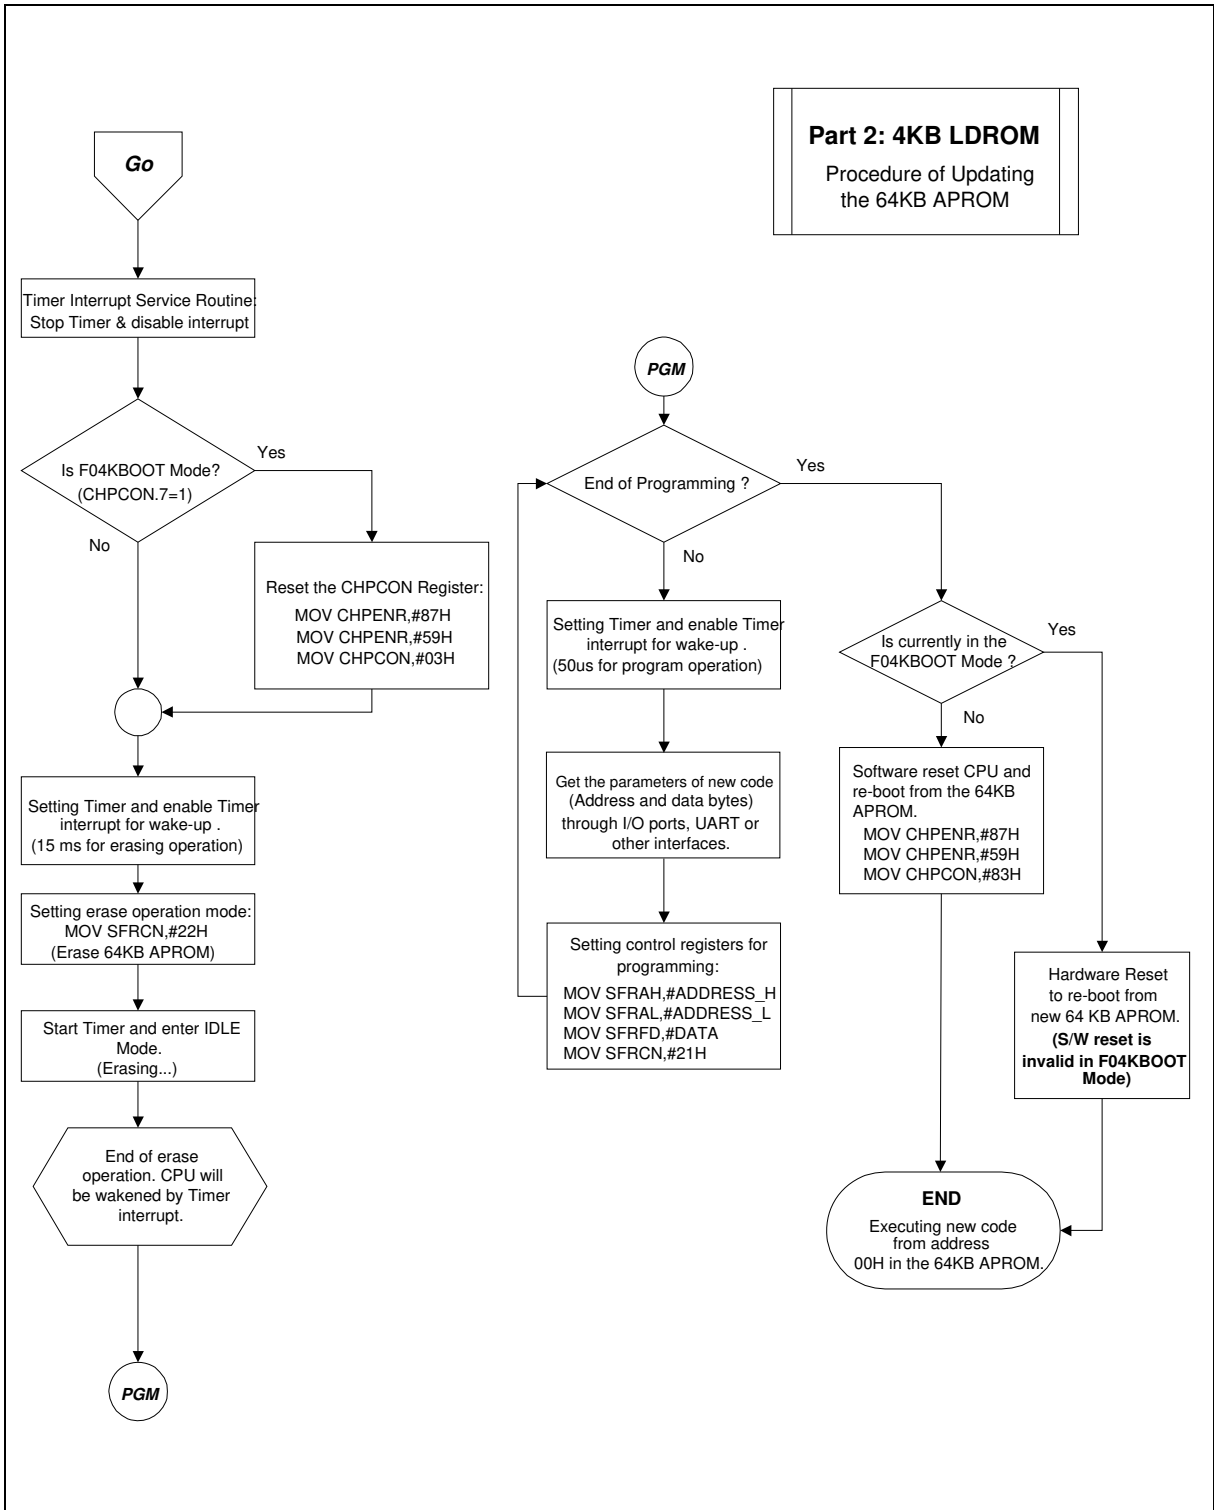 Part 2: 4KB LDROM
Procedure of Updating
the 64KB APROM
Go
Timer Interrupt Service Routine:
Stop Timer & disable interrupt
Is F04KBOOT Mode?
(CHPCON.7=1)
Yes
No
Reset the CHPCON Register:
MOV CHPENR,#87H
MOV CHPENR,#59H
MOV CHPCON,#03H
Setting Timer and enable Timer
interrupt for wake-up .
(15 ms for erasing operation)
Setting erase operation mode:
MOV SFRCN,#22H
(Erase 64KB APROM)
Start Timer and enter IDLE
Mode.
(Erasing...)
End of erase
operation. CPU will
be wakened by Timer
interrupt.
PGM
PGM
End of Programming ?
Yes
No
Setting Timer and enable Timer
interrupt for wake-up .
(50us for program operation)
Get the parameters of new code
(Address and data bytes)
through I/O ports, UART or
other interfaces.
Setting control registers for
programming:
MOV SFRAH,#ADDRESS_H
MOV SFRAL,#ADDRESS_L
MOV SFRFD,#DATA
MOV SFRCN,#21H
Is currently in the
F04KBOOT Mode ?
Yes
No
Software reset CPU and
re-boot from the 64KB
APROM.
MOV CHPENR,#87H
MOV CHPENR,#59H
MOV CHPCON,#83H
Hardware Reset
to re-boot from
new 64 KB APROM.
(S/W reset is
invalid in F04KBOOT
Mode)
END
Executing new code
from address
00H in the 64KB APROM.